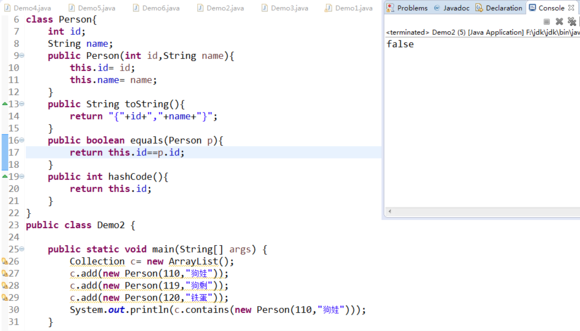 Demo4.java Demo5.java Demo6.java Demo2.java Demo3.java Demo1.java
6 class Person{
7 int id;
8 String name;
9 public Person(int id,String name){
10 this.id= id;
11 this.name= name;
12 }
13 public String toString(){
14 return "{"+id+","+name+"}";
15 }
16 public boolean equals(Person p){
17 return this.id==p.id;
18 }
19 public int hashCode(){
20 return this.id;
21 }
22 }
23 public class Demo2 {
24
25 public static void main(String[] args) {
26 Collection c= new ArrayList();
27 c.add(new Person(110,"狗娃"));
28 c.add(new Person(119,"狗剩"));
29 c.add(new Person(120,"铁蛋"));
30 System.out.println(c.contains(new Person(110,"狗娃")));
31 }
Problems Javadoc Declaration Console
<terminated> Demo2 (5) [Java Application] F:\jdk\jdk\bin\jav
false